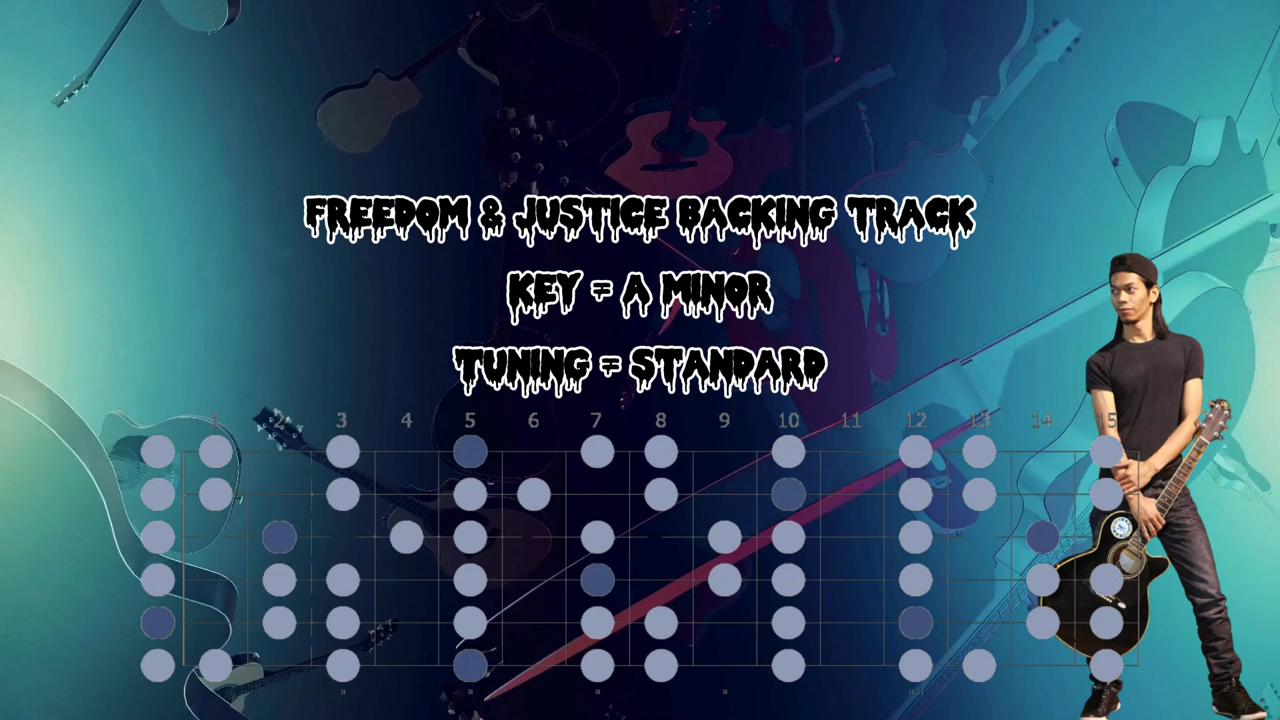 FREEDOM & JUSTICE BACKING TRACK
KEY = A MINOR
TUNING = STANDARD
1 2 3 4 5 6 7 8 9 10 11 12 13 14 15